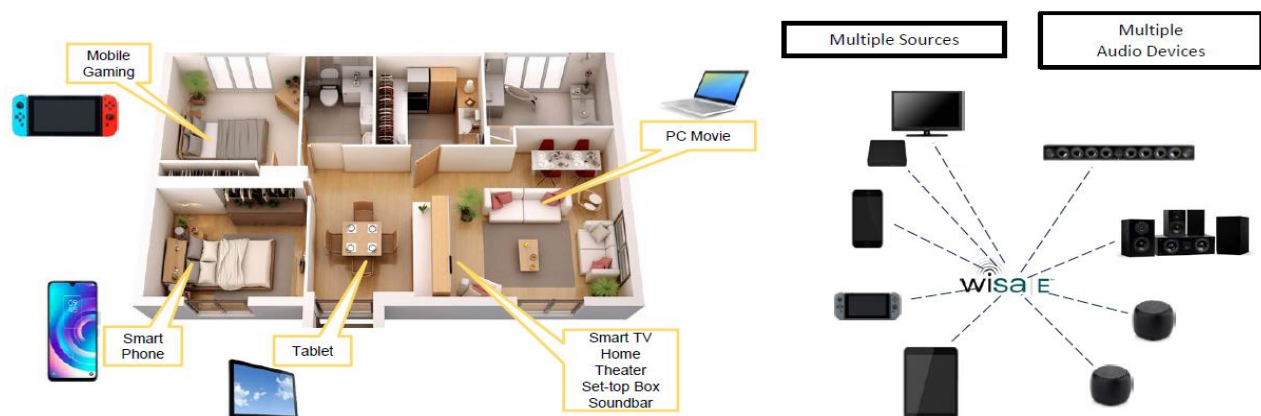 Mobile
Gaming
PC Movie
Smart
Phone
Tablet
Smart TV
Home
Theater
Set-top Box
Soundbar
Multiple Sources
Multiple
Audio Devices
wisa E